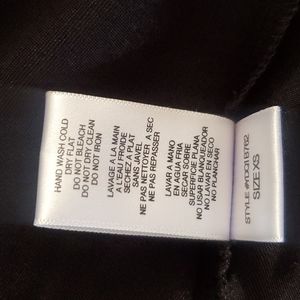 HAND WASH COLD
DRY FLAT
DO NOT BLEACH
DO NOT DRY CLEAN
DO NOT IRON
LAVAGE A LA MAIN
A L'EAU FROIDE
SECHEZ A PLAT
SANS JAVEL
NE PAS NETTOYER A SEC
NE PAS REPASSER
LAVAR A MANO
EN AGUA FRIA
SECAR SOBRE
SUPERFICIE PLANA
NO USAR BLANQUEADOR
NO LAVAR EN SECO
NO PLANCHAR
STYLE #YDQ1B762
SIZE XS